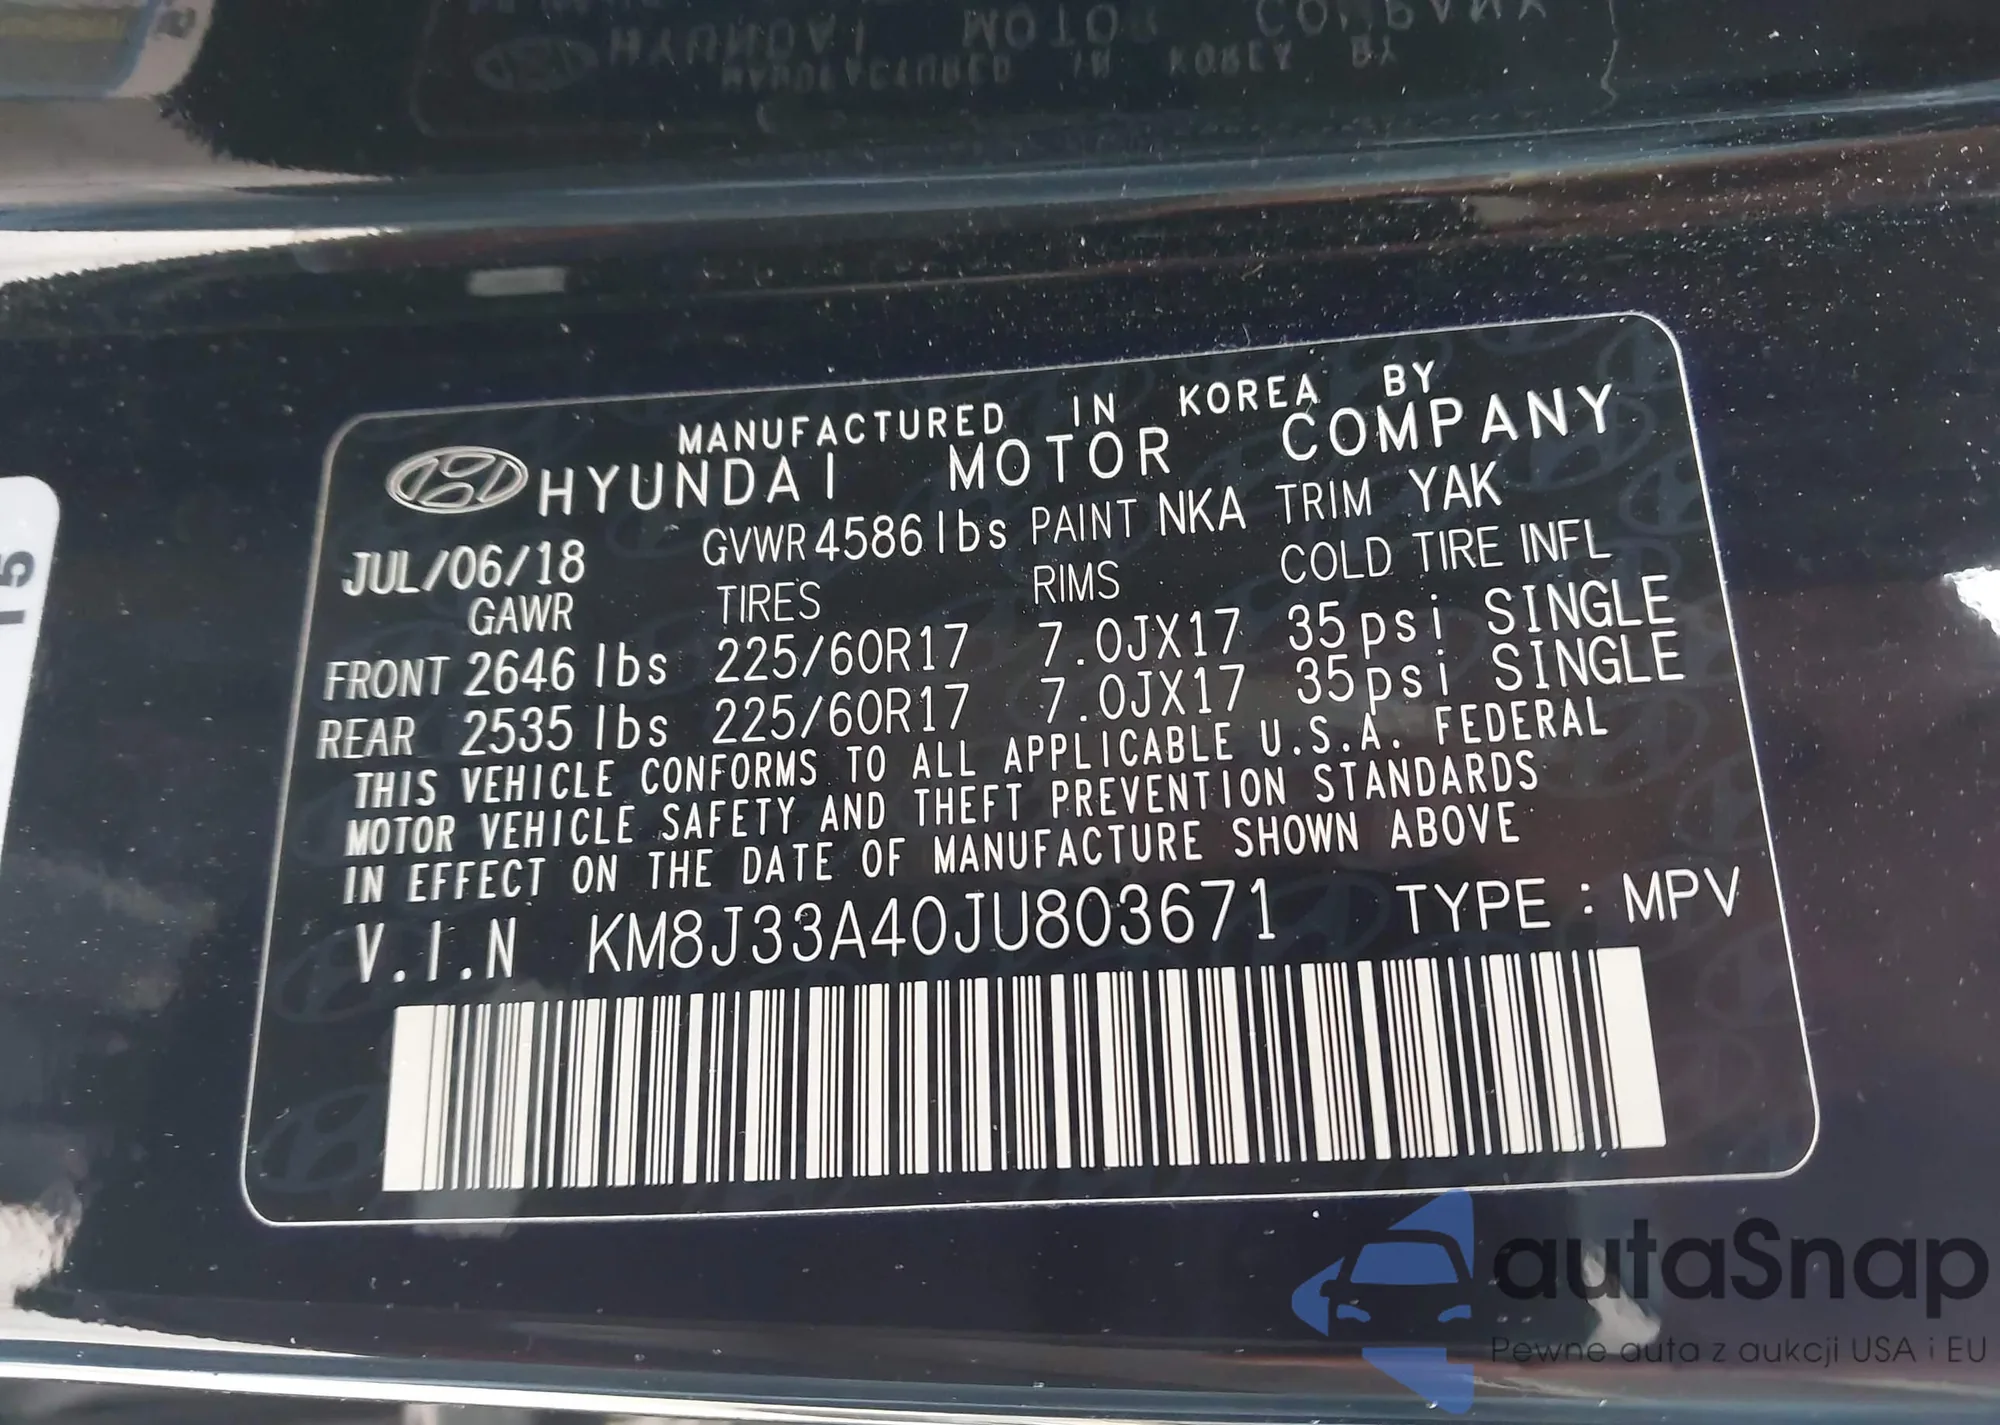 MANUFACTURED IN KOREA BY
HYUNDAI MOTOR COMPANY
JUL/06/18 GVWR 4586 lbs PAINT NKA TRIM YAK
GAWR TIRES RIMS COLD TIRE INFL
FRONT 2646 lbs 225/60R17 7.0JX17 35psi SINGLE
REAR 2535 lbs 225/60R17 7.0JX17 35psi SINGLE
THIS VEHICLE CONFORMS TO ALL APPLICABLE U.S.A. FEDERAL
MOTOR VEHICLE SAFETY AND THEFT PREVENTION STANDARDS
IN EFFECT ON THE DATE OF MANUFACTURE SHOWN ABOVE
V.I.N KM8J33A40JU803671 TYPE : MPV
autaSnap
Pewne auta z aukcji USA i EU
15